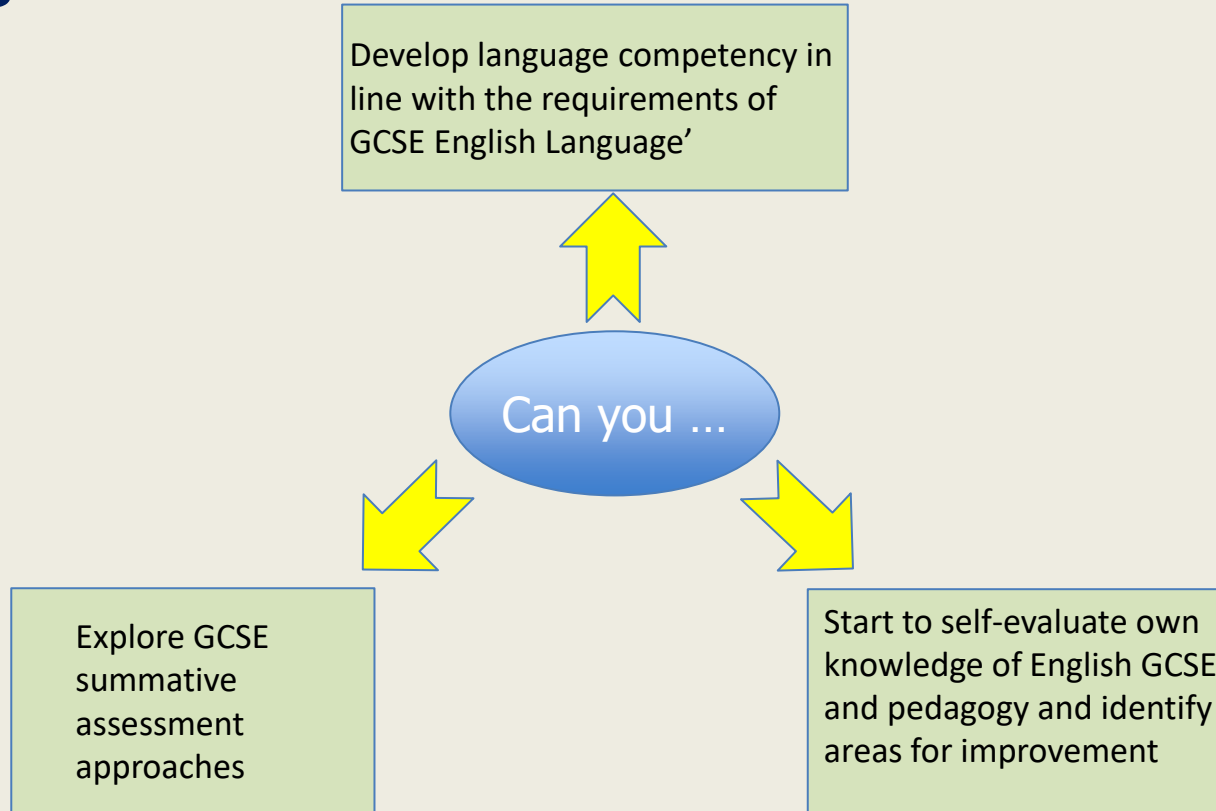 Develop language competency in
line with the requirements of
GCSE English Language’
Can you …
Explore GCSE
summative
assessment
approaches
Start to self-evaluate own
knowledge of English GCSE
and pedagogy and identify
areas for improvement